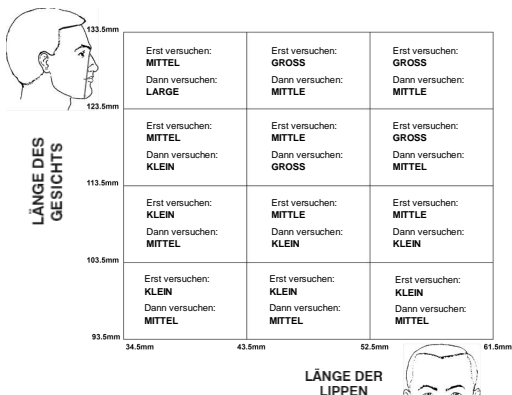 133.5mm
Erst versuchen: Erst versuchen: Erst versuchen:
MITTEL GROSS GROSS
Dann versuchen: Dann versuchen: Dann versuchen:
LARGE MITTLE MITTLE
123.5mm
Erst versuchen: Erst versuchen: Erst versuchen:
MITTEL MITTLE GROSS
Dann versuchen: Dann versuchen: Dann versuchen:
KLEIN GROSS MITTEL
LÄNGE DES
GESICHTS
113.5mm
Erst versuchen: Erst versuchen: Erst versuchen:
KLEIN MITTLE MITTLE
Dann versuchen: Dann versuchen: Dann versuchen:
MITTEL KLEIN KLEIN
103.5mm
Erst versuchen: Erst versuchen: Erst versuchen:
KLEIN KLEIN KLEIN
Dann versuchen: Dann versuchen: Dann versuchen:
MITTEL MITTEL MITTEL
93.5mm
34.5mm 43.5mm 52.5mm 61.5mm
LÄNGE DER
LIPPEN